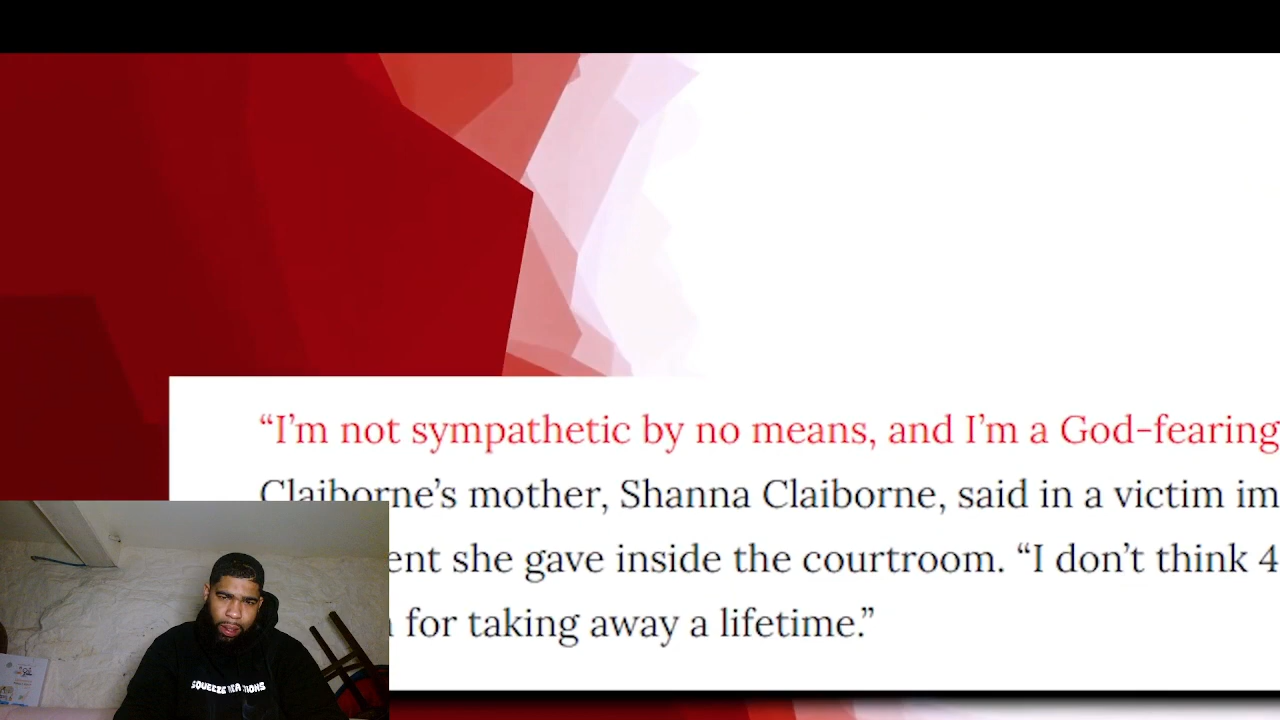 “I’m not sympathetic by no means, and I’m a God-fearing
Claiborne’s mother, Shanna Claiborne, said in a victim im
ent she gave inside the courtroom. “I don’t think 4
for taking away a lifetime.”